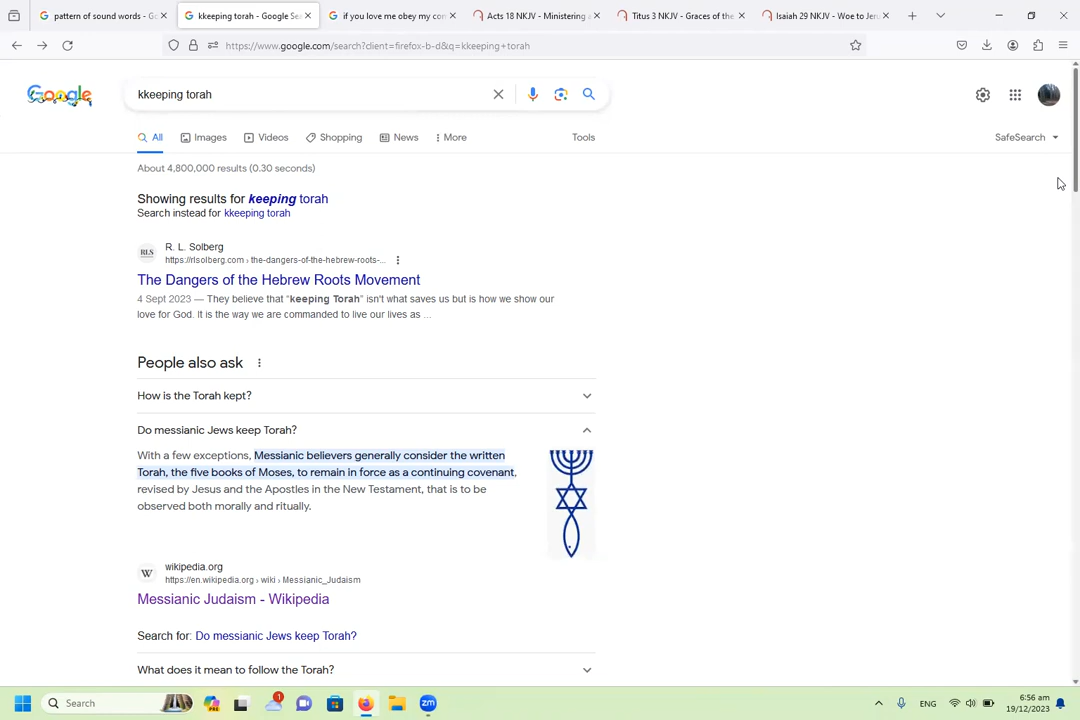 pattern of sound words - Go
kkeeping torah - Google Sea
if you love me obey my con
Acts 18 NKJV - Ministering a
Titus 3 NKJV - Graces of the
Isaiah 29 NKJV - Woe to Jeru
https://www.google.com/search?client=firefox-b-d&q=kkeeping+torah
Google
kkeeping torah
All Images Videos Shopping News More Tools SafeSearch
About 4,800,000 results (0.30 seconds)
Showing results for keeping torah
Search instead for kkeeping torah
RLS
R. L. Solberg
https://rlsolberg.com › the-dangers-of-the-hebrew-roots-...
The Dangers of the Hebrew Roots Movement
4 Sept 2023 — They believe that "keeping Torah" isn't what saves us but is how we show our
love for God. It is the way we are commanded to live our lives as ...
People also ask
How is the Torah kept?
Do messianic Jews keep Torah?
With a few exceptions, Messianic believers generally consider the written
Torah, the five books of Moses, to remain in force as a continuing covenant,
revised by Jesus and the Apostles in the New Testament, that is to be
observed both morally and ritually.
W
wikipedia.org
https://en.wikipedia.org › wiki › Messianic_Judaism
Messianic Judaism - Wikipedia
Search for: Do messianic Jews keep Torah?
What does it mean to follow the Torah?
Search
PRE
1
zm
ENG
6:56 am
19/12/2023